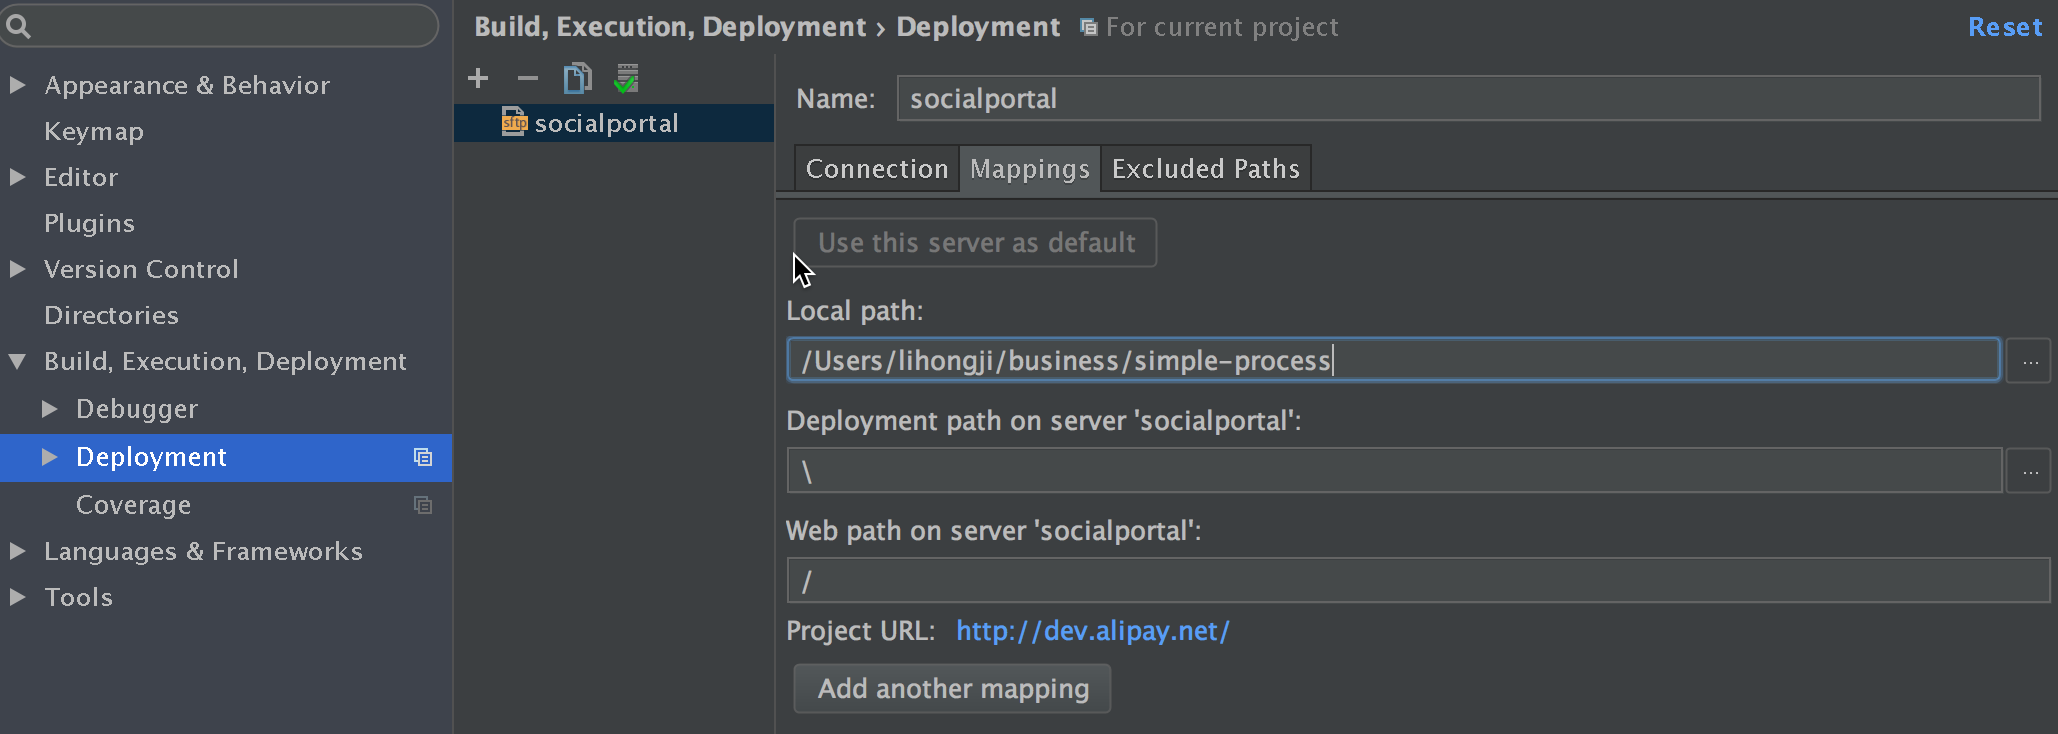 Build, Execution, Deployment › Deployment For current project Reset
Appearance & Behavior
Keymap
Editor
Plugins
Version Control
Directories
Build, Execution, Deployment
Debugger
Deployment
Coverage
Languages & Frameworks
Tools
sftp socialportal
Name: socialportal
Connection Mappings Excluded Paths
Use this server as default
Local path:
/Users/lihongji/business/simple-process
...
Deployment path on server 'socialportal':
\
...
Web path on server 'socialportal':
/
Project URL: http://dev.alipay.net/
Add another mapping